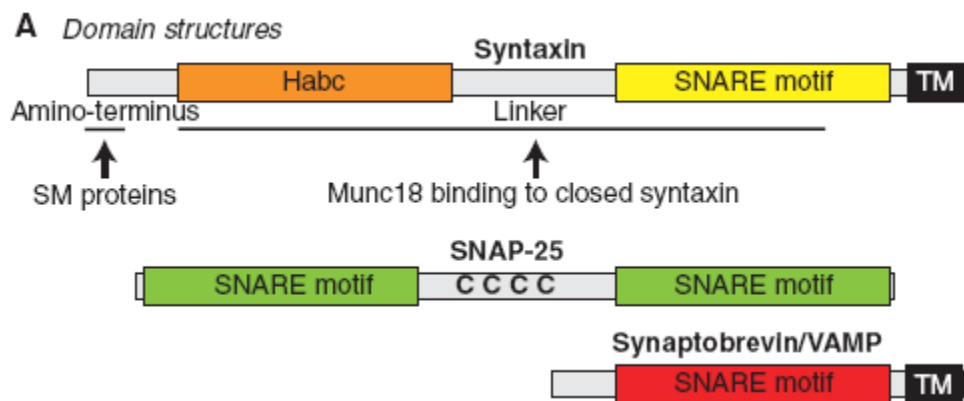 A Domain structures
Syntaxin
Habc SNARE motif TM
Amino-terminus Linker
SM proteins Munc18 binding to closed syntaxin
SNAP-25
SNARE motif C C C C SNARE motif
Synaptobrevin/VAMP
SNARE motif TM